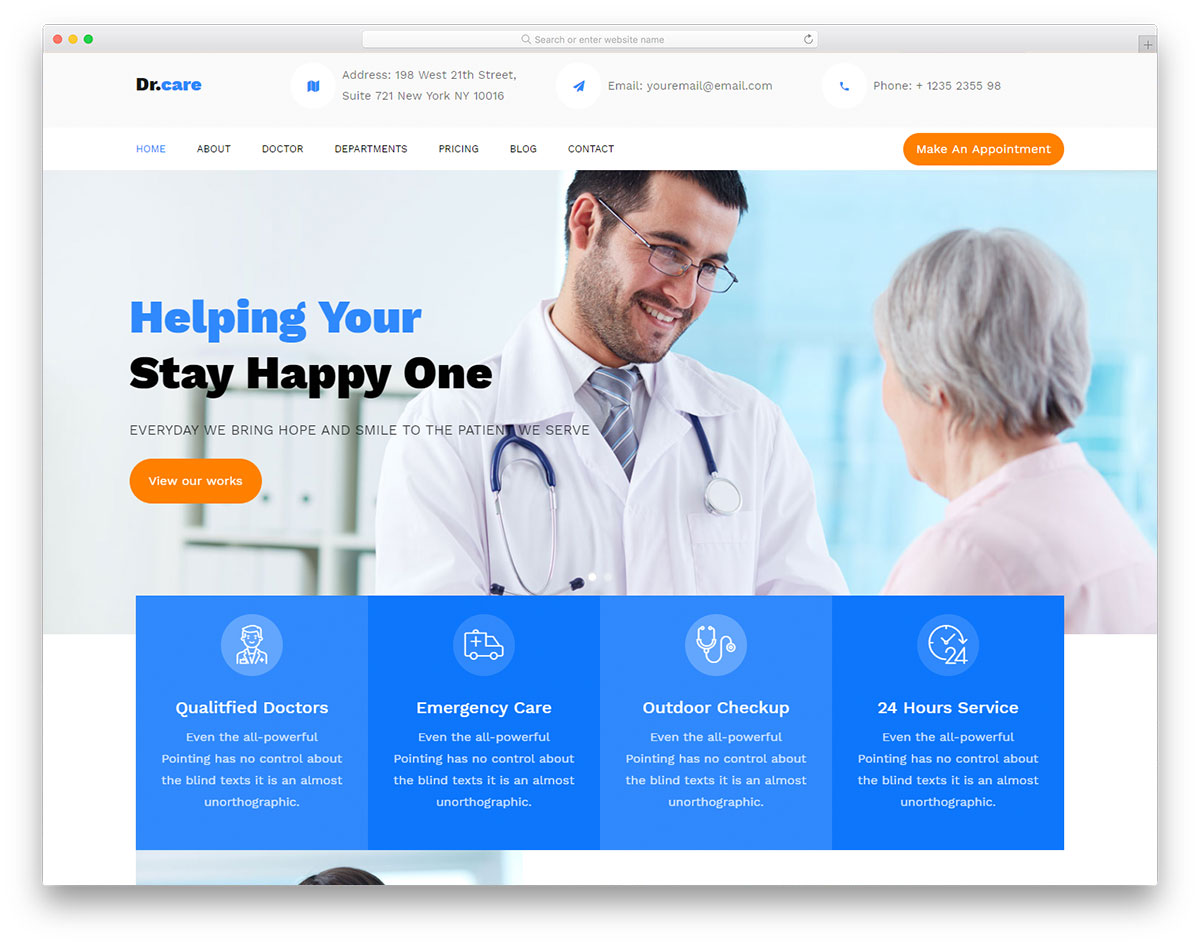 Search or enter website name
Dr.care
Address: 198 West 21th Street,
Suite 721 New York NY 10016
Email: youremail@email.com
Phone: + 1235 2355 98
HOME ABOUT DOCTOR DEPARTMENTS PRICING BLOG CONTACT
Make An Appointment
Helping Your
Stay Happy One
EVERYDAY WE BRING HOPE AND SMILE TO THE PATIENT WE SERVE
View our works
Qualitfied Doctors
Even the all-powerful
Pointing has no control about
the blind texts it is an almost
unorthographic.
Emergency Care
Even the all-powerful
Pointing has no control about
the blind texts it is an almost
unorthographic.
Outdoor Checkup
Even the all-powerful
Pointing has no control about
the blind texts it is an almost
unorthographic.
24
24 Hours Service
Even the all-powerful
Pointing has no control about
the blind texts it is an almost
unorthographic.